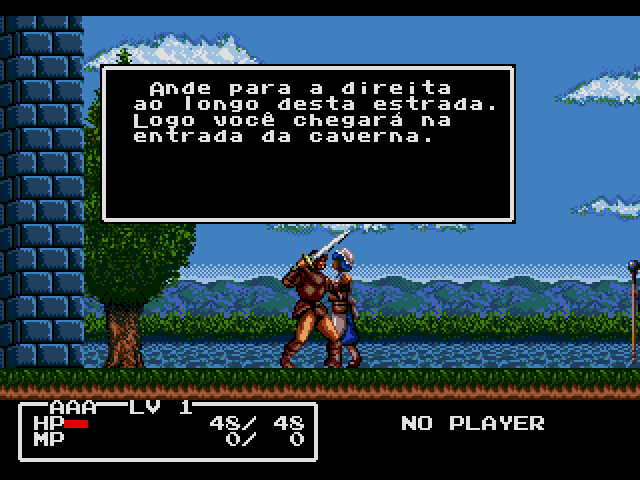 Ande para a direita
ao longo desta estrada.
Logo você chegará na
entrada da caverna.
AAA LV 1
HP 48/ 48
MP 0/ 0
NO PLAYER